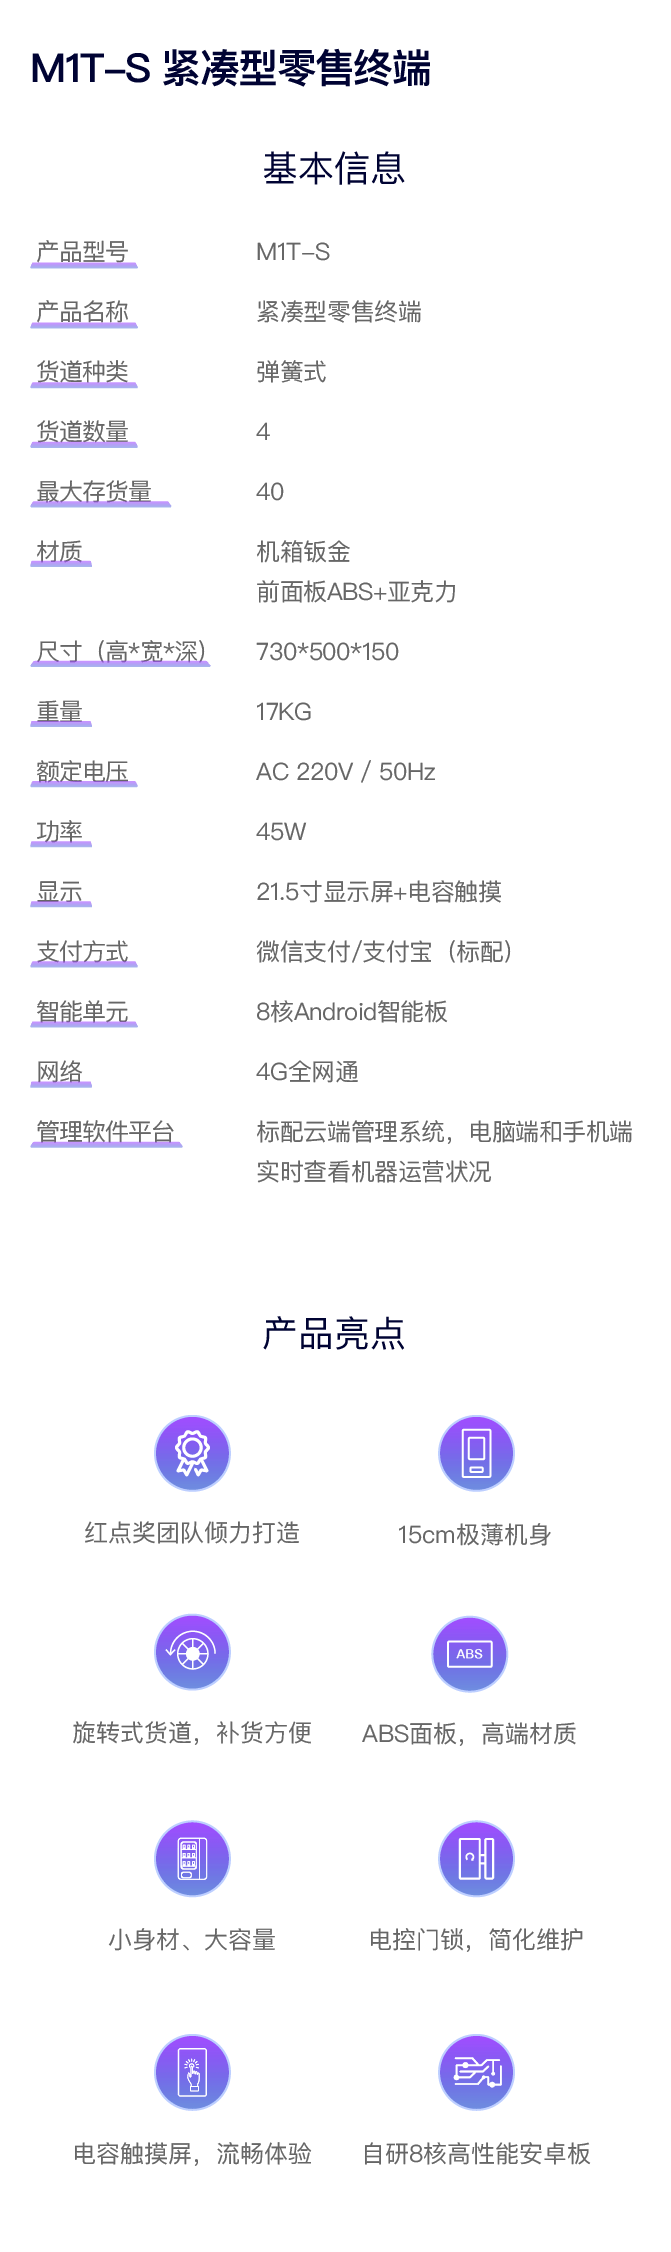 M1T-S 紧凑型零售终端
基本信息
产品型号 M1T-S
产品名称 紧凑型零售终端
货道种类 弹簧式
货道数量 4
最大存货量 40
材质 机箱钣金
前面板ABS+亚克力
尺寸（高*宽*深） 730*500*150
重量 17KG
额定电压 AC 220V / 50Hz
功率 45W
显示 21.5寸显示屏+电容触摸
支付方式 微信支付/支付宝（标配）
智能单元 8核Android智能板
网络 4G全网通
管理软件平台 标配云端管理系统，电脑端和手机端
实时查看机器运营状况
产品亮点
红点奖团队倾力打造 15cm极薄机身
ABS
旋转式货道，补货方便 ABS面板，高端材质
小身材、大容量 电控门锁，简化维护
电容触摸屏，流畅体验 自研8核高性能安卓板